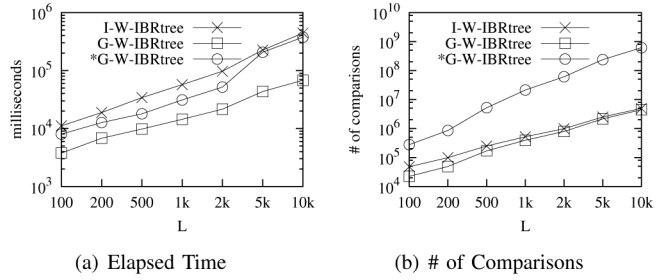 I-W-IBRtree
G-W-IBRtree
*G-W-IBRtree
milliseconds
10^6
10^5
10^4
10^3
100 200 500 1k 2k 5k 10k
L
(a) Elapsed Time
I-W-IBRtree
G-W-IBRtree
*G-W-IBRtree
# of comparisons
10^10
10^9
10^8
10^7
10^6
10^5
10^4
100 200 500 1k 2k 5k 10k
L
(b) # of Comparisons